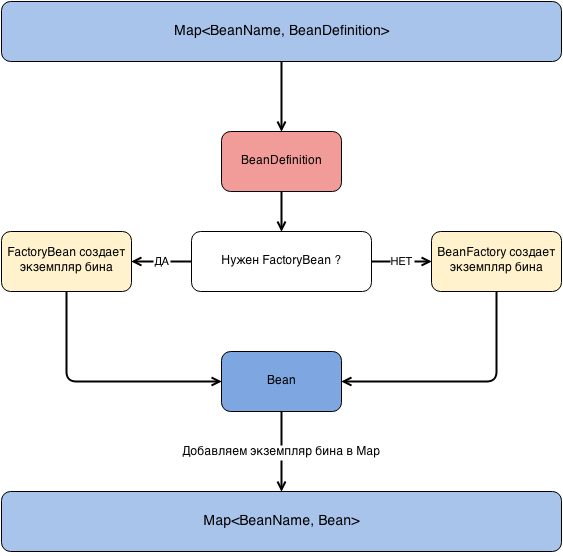 Map<BeanName, BeanDefinition>
BeanDefinition
FactoryBean создает
экземпляр бина
ДА
Нужен FactoryBean ?
НЕТ
BeanFactory создает
экземпляр бина
Bean
Добавляем экземпляр бина в Map
Map<BeanName, Bean>